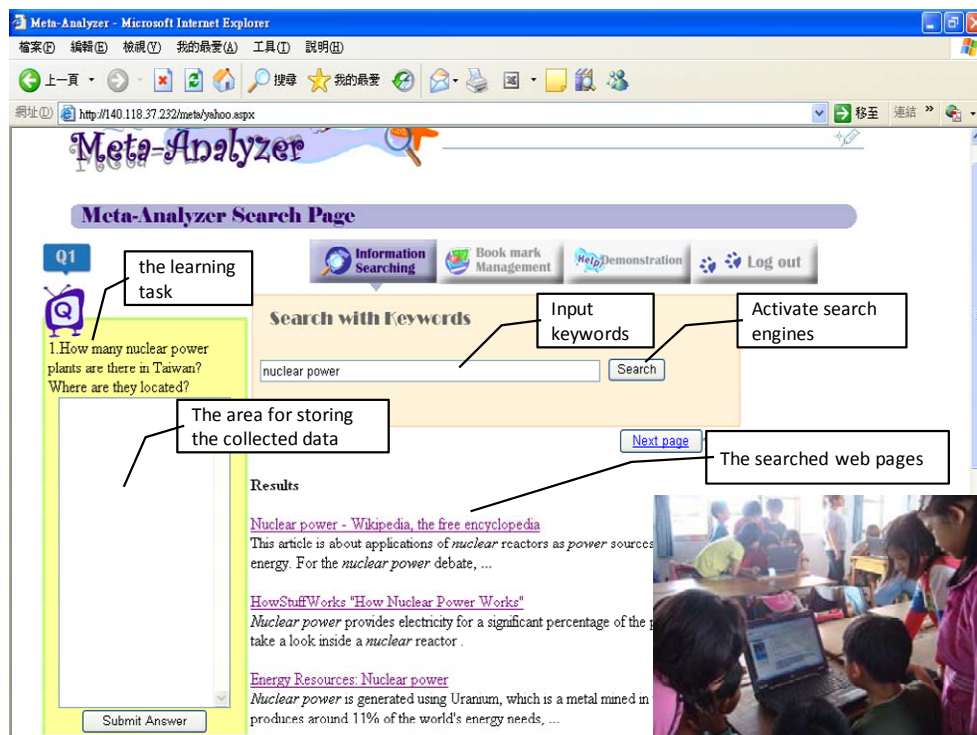 Meta-Analyzer - Microsoft Internet Explorer
檔案(F) 編輯(E) 檢視(V) 我的最愛(A) 工具(T) 說明(H)
上一頁 搜尋 我的最愛
網址(D) http://140.118.37.232/meta/yahoo.aspx 移至 連結 »
Meta-Analyzer
Meta-Analyzer Search Page
Q1
Information Searching
Book mark Management
Help Demonstration
Log out
the learning
task
Q
1.How many nuclear power
plants are there in Taiwan?
Where are they located?
The area for storing
the collected data
Submit Answer
Search with Keywords
Input
keywords
Activate search
engines
nuclear power
Search
Next page
The searched web pages
Results
Nuclear power - Wikipedia, the free encyclopedia
This article is about applications of nuclear reactors as power sources
energy. For the nuclear power debate, ...
HowStuffWorks "How Nuclear Power Works"
Nuclear power provides electricity for a significant percentage of the p
take a look inside a nuclear reactor .
Energy Resources: Nuclear power
Nuclear power is generated using Uranium, which is a metal mined in
produces around 11% of the world's energy needs, ...